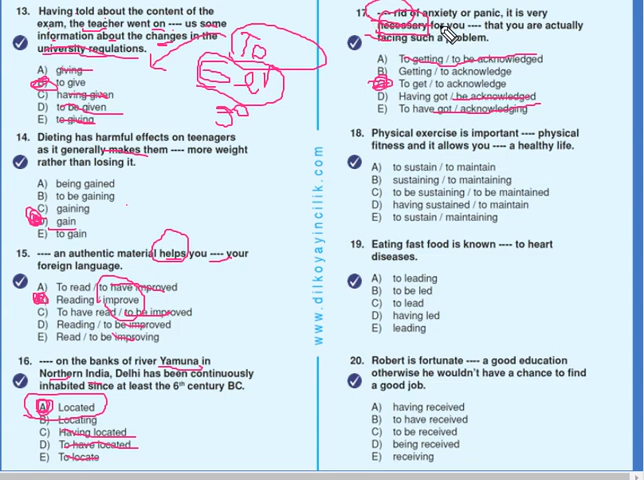 13. Having told about the content of the
exam, the teacher went on ---- us some
information about the changes in the
university regulations.
A) giving
B) to give
C) having given
D) to be given
E) to giving
14. Dieting has harmful effects on teenagers
as it generally makes them ---- more weight
rather than losing it.
A) being gained
B) to be gaining
C) gaining
D) gain
E) to gain
15. ---- an authentic material helps you ---- your
foreign language.
A) To read / to have improved
B) Reading / improve
C) To have read / to be improved
D) Reading / to be improved
E) Read / to be improving
16. ---- on the banks of river Yamuna in
Northern India, Delhi has been continuously
inhabited since at least the 6th century BC.
A) Located
B) Locating
C) Having located
D) To have located
E) To locate
www.dilkoyayincilik.com
17. ---- rid of anxiety or panic, it is very
necessary for you ---- that you are actually
facing such a problem.
A) To getting / to be acknowledged
B) Getting / to acknowledge
C) To get / to acknowledge
D) Having got / be acknowledged
E) To have got / acknowledging
18. Physical exercise is important ---- physical
fitness and it allows you ---- a healthy life.
A) to sustain / to maintain
B) sustaining / to maintaining
C) to be sustaining / to be maintained
D) having sustained / to maintain
E) to sustain / maintaining
19. Eating fast food is known ---- to heart
diseases.
A) to leading
B) to be led
C) to lead
D) having led
E) leading
20. Robert is fortunate ---- a good education
otherwise he wouldn't have a chance to find
a good job.
A) having received
B) to have received
C) to be received
D) being received
E) receiving